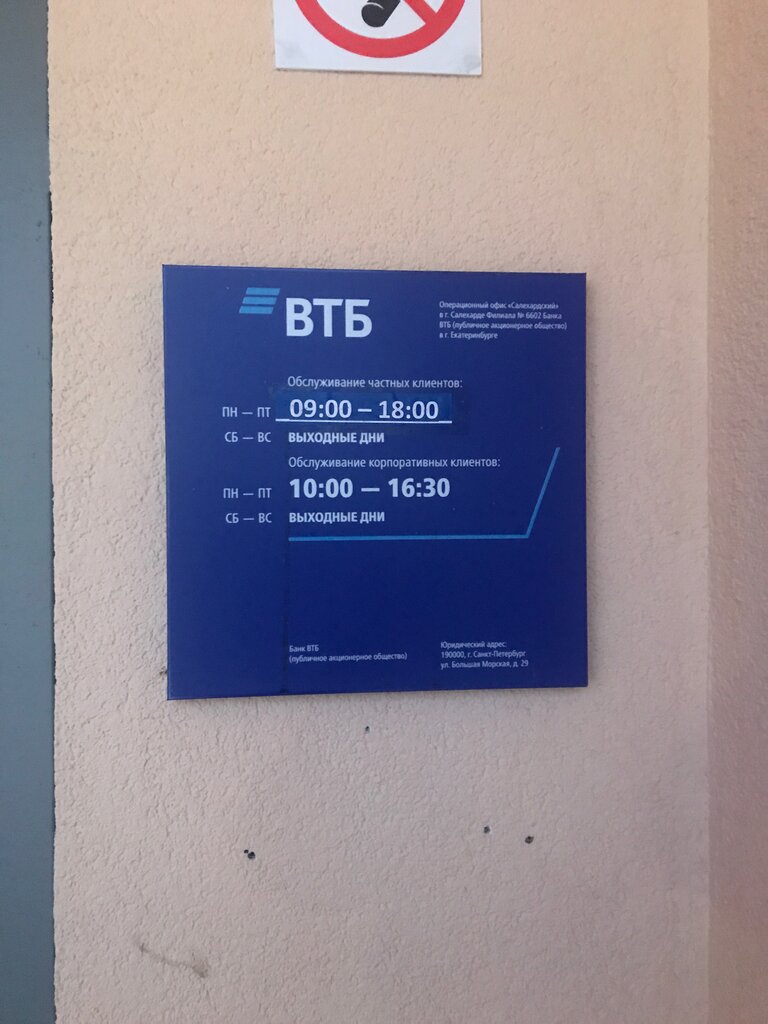 ВТБ
Операционный офис «Салехардский»
в г. Салехарде Филиала № 6602 Банка
ВТБ (публичное акционерное общество)
в г. Екатеринбурге
Обслуживание частных клиентов:
ПН — ПТ 09:00 – 18:00
СБ — ВС ВЫХОДНЫЕ ДНИ
Обслуживание корпоративных клиентов:
ПН — ПТ 10:00 — 16:30
СБ — ВС ВЫХОДНЫЕ ДНИ
Банк ВТБ
(публичное акционерное общество)
Юридический адрес:
190000, г. Санкт-Петербург
ул. Большая Морская, д. 29